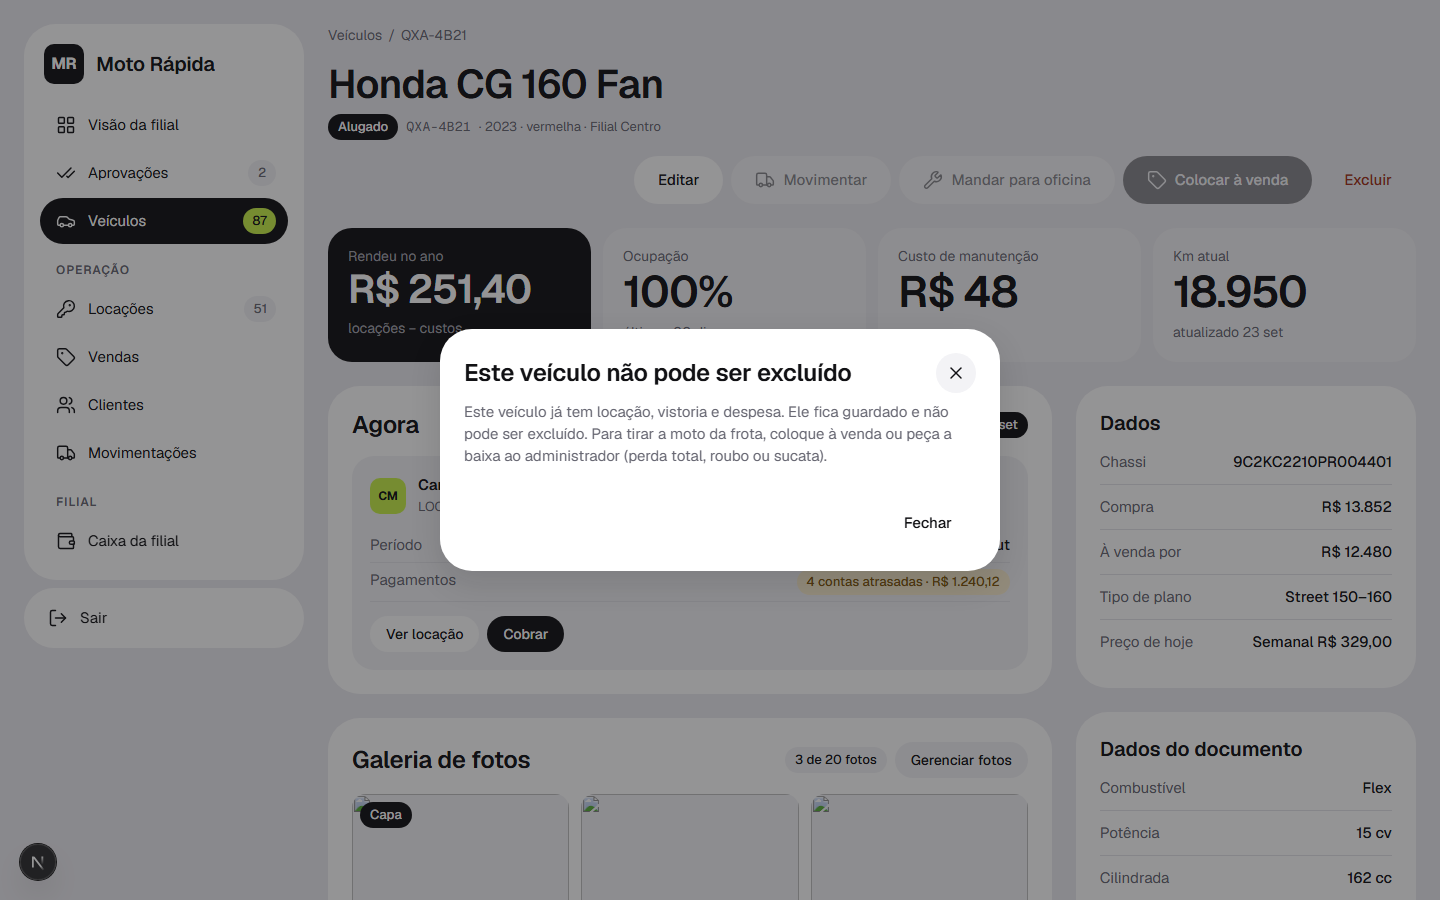 MR Moto Rápida
Visão da filial
Aprovações 2
Veículos 87
OPERAÇÃO
Locações 51
Vendas
Clientes
Movimentações
FILIAL
Caixa da filial
Sair
Veículos / QXA-4B21
Honda CG 160 Fan
Alugado QXA-4B21 · 2023 · vermelha · Filial Centro
Editar Movimentar Mandar para oficina Colocar à venda Excluir
Rendeu no ano
R$ 251,40
locações – custos
Ocupação
100%
Custo de manutenção
R$ 48
Km atual
18.950
atualizado 23 set
Este veículo não pode ser excluído
Este veículo já tem locação, vistoria e despesa. Ele fica guardado e não
pode ser excluído. Para tirar a moto da frota, coloque à venda ou peça a
baixa ao administrador (perda total, roubo ou sucata).
Fechar
Agora
set
CM
Período
Pagamentos 4 contas atrasadas · R$ 1.240,12
Ver locação Cobrar
Dados
Chassi 9C2KC2210PR004401
Compra R$ 13.852
À venda por R$ 12.480
Tipo de plano Street 150–160
Preço de hoje Semanal R$ 329,00
Galeria de fotos 3 de 20 fotos Gerenciar fotos
Capa
Dados do documento
Combustível Flex
Potência 15 cv
Cilindrada 162 cc
N